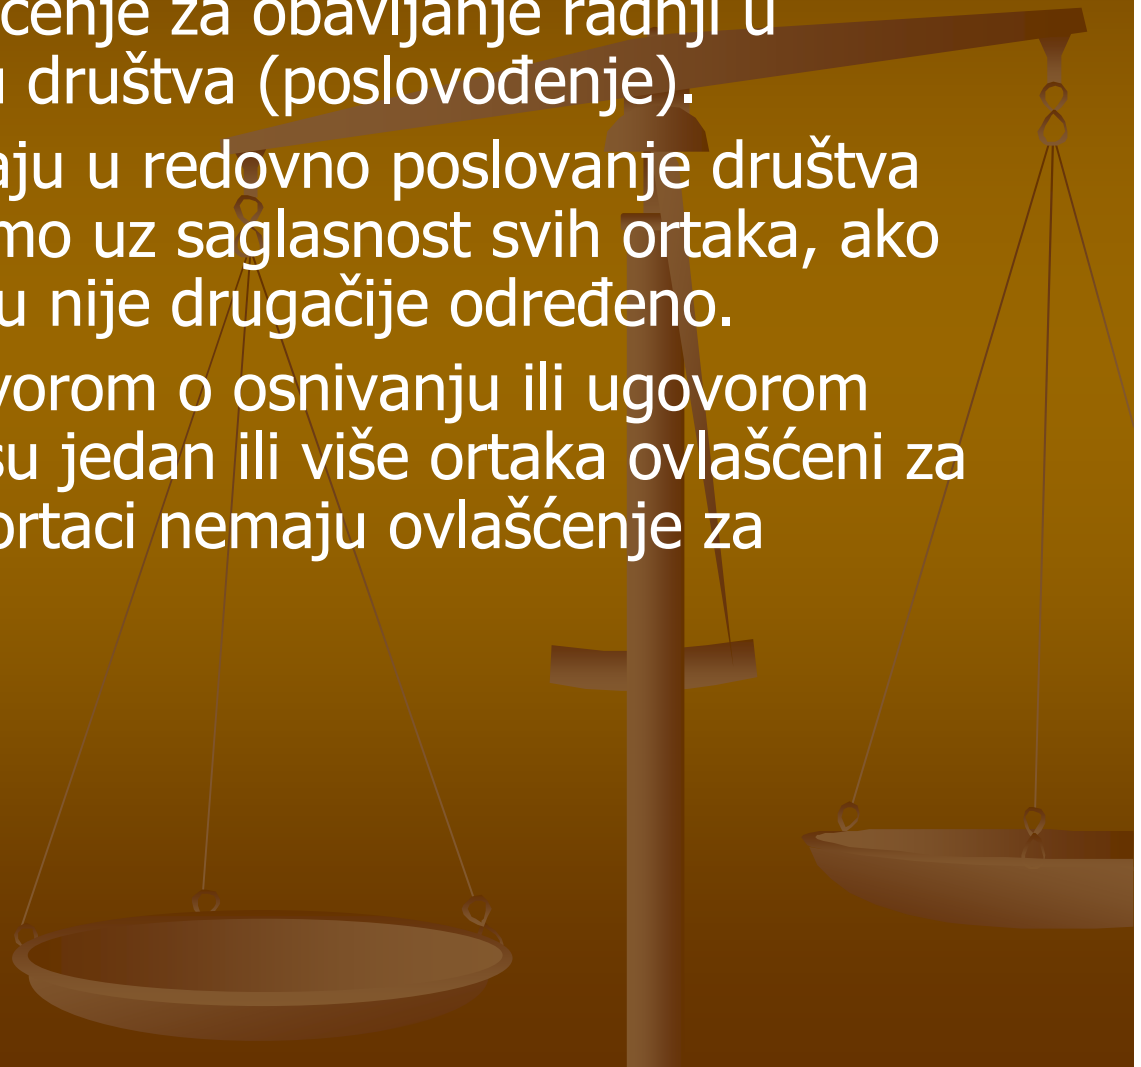 ćenje za obavljanje radnji u
u društva (poslovođenje).
aju u redovno poslovanje društva
mo uz saglasnost svih ortaka, ako
u nije drugačije određeno.
vorom o osnivanju ili ugovorom
su jedan ili više ortaka ovlašćeni za
ortaci nemaju ovlašćenje za